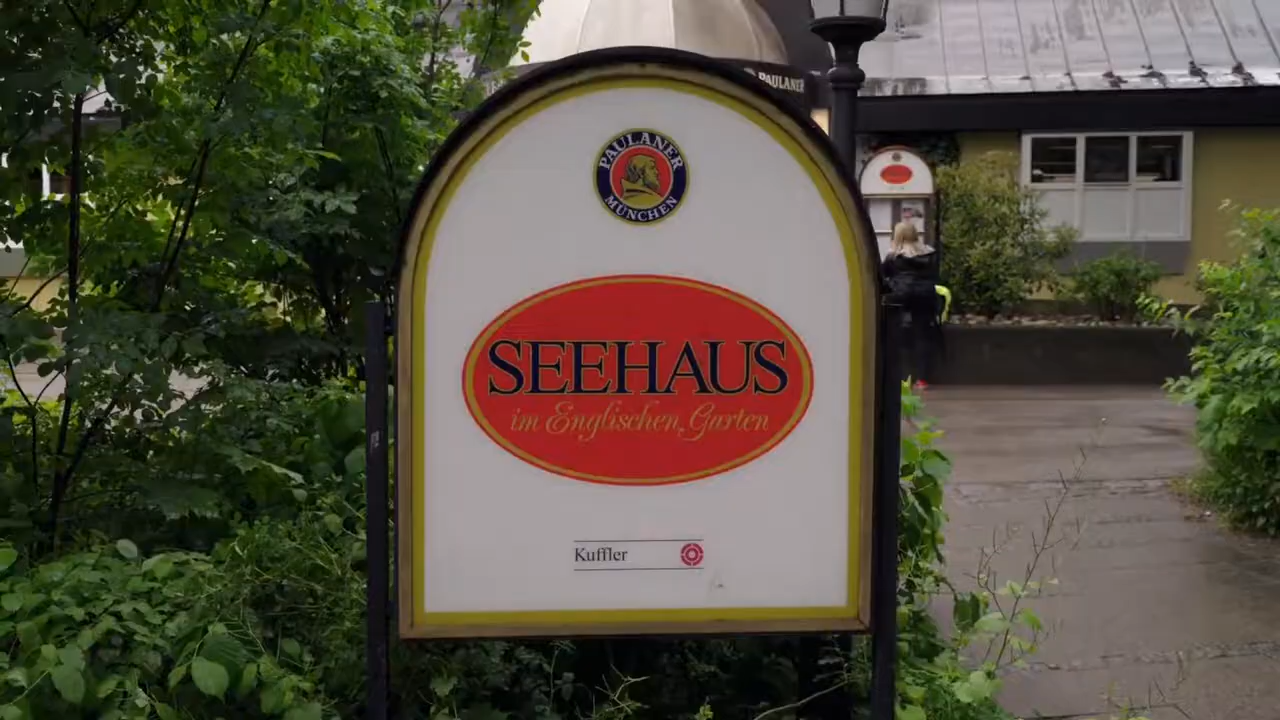 PAULANER
PAULANER
MÜNCHEN
SEEHAUS
im Englischen Garten
Kuffler